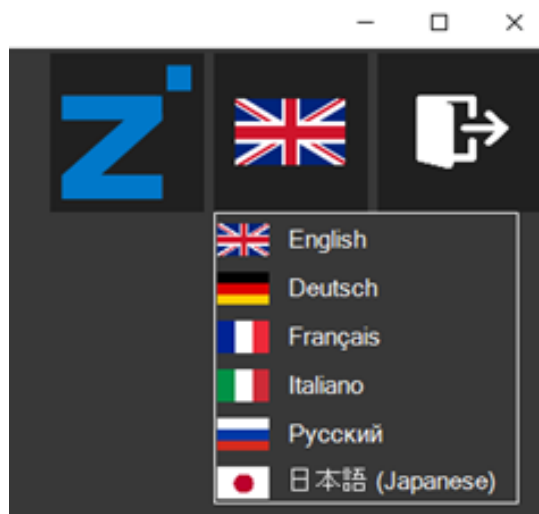 z
English
Deutsch
Français
Italiano
Русский
日本語 (Japanese)